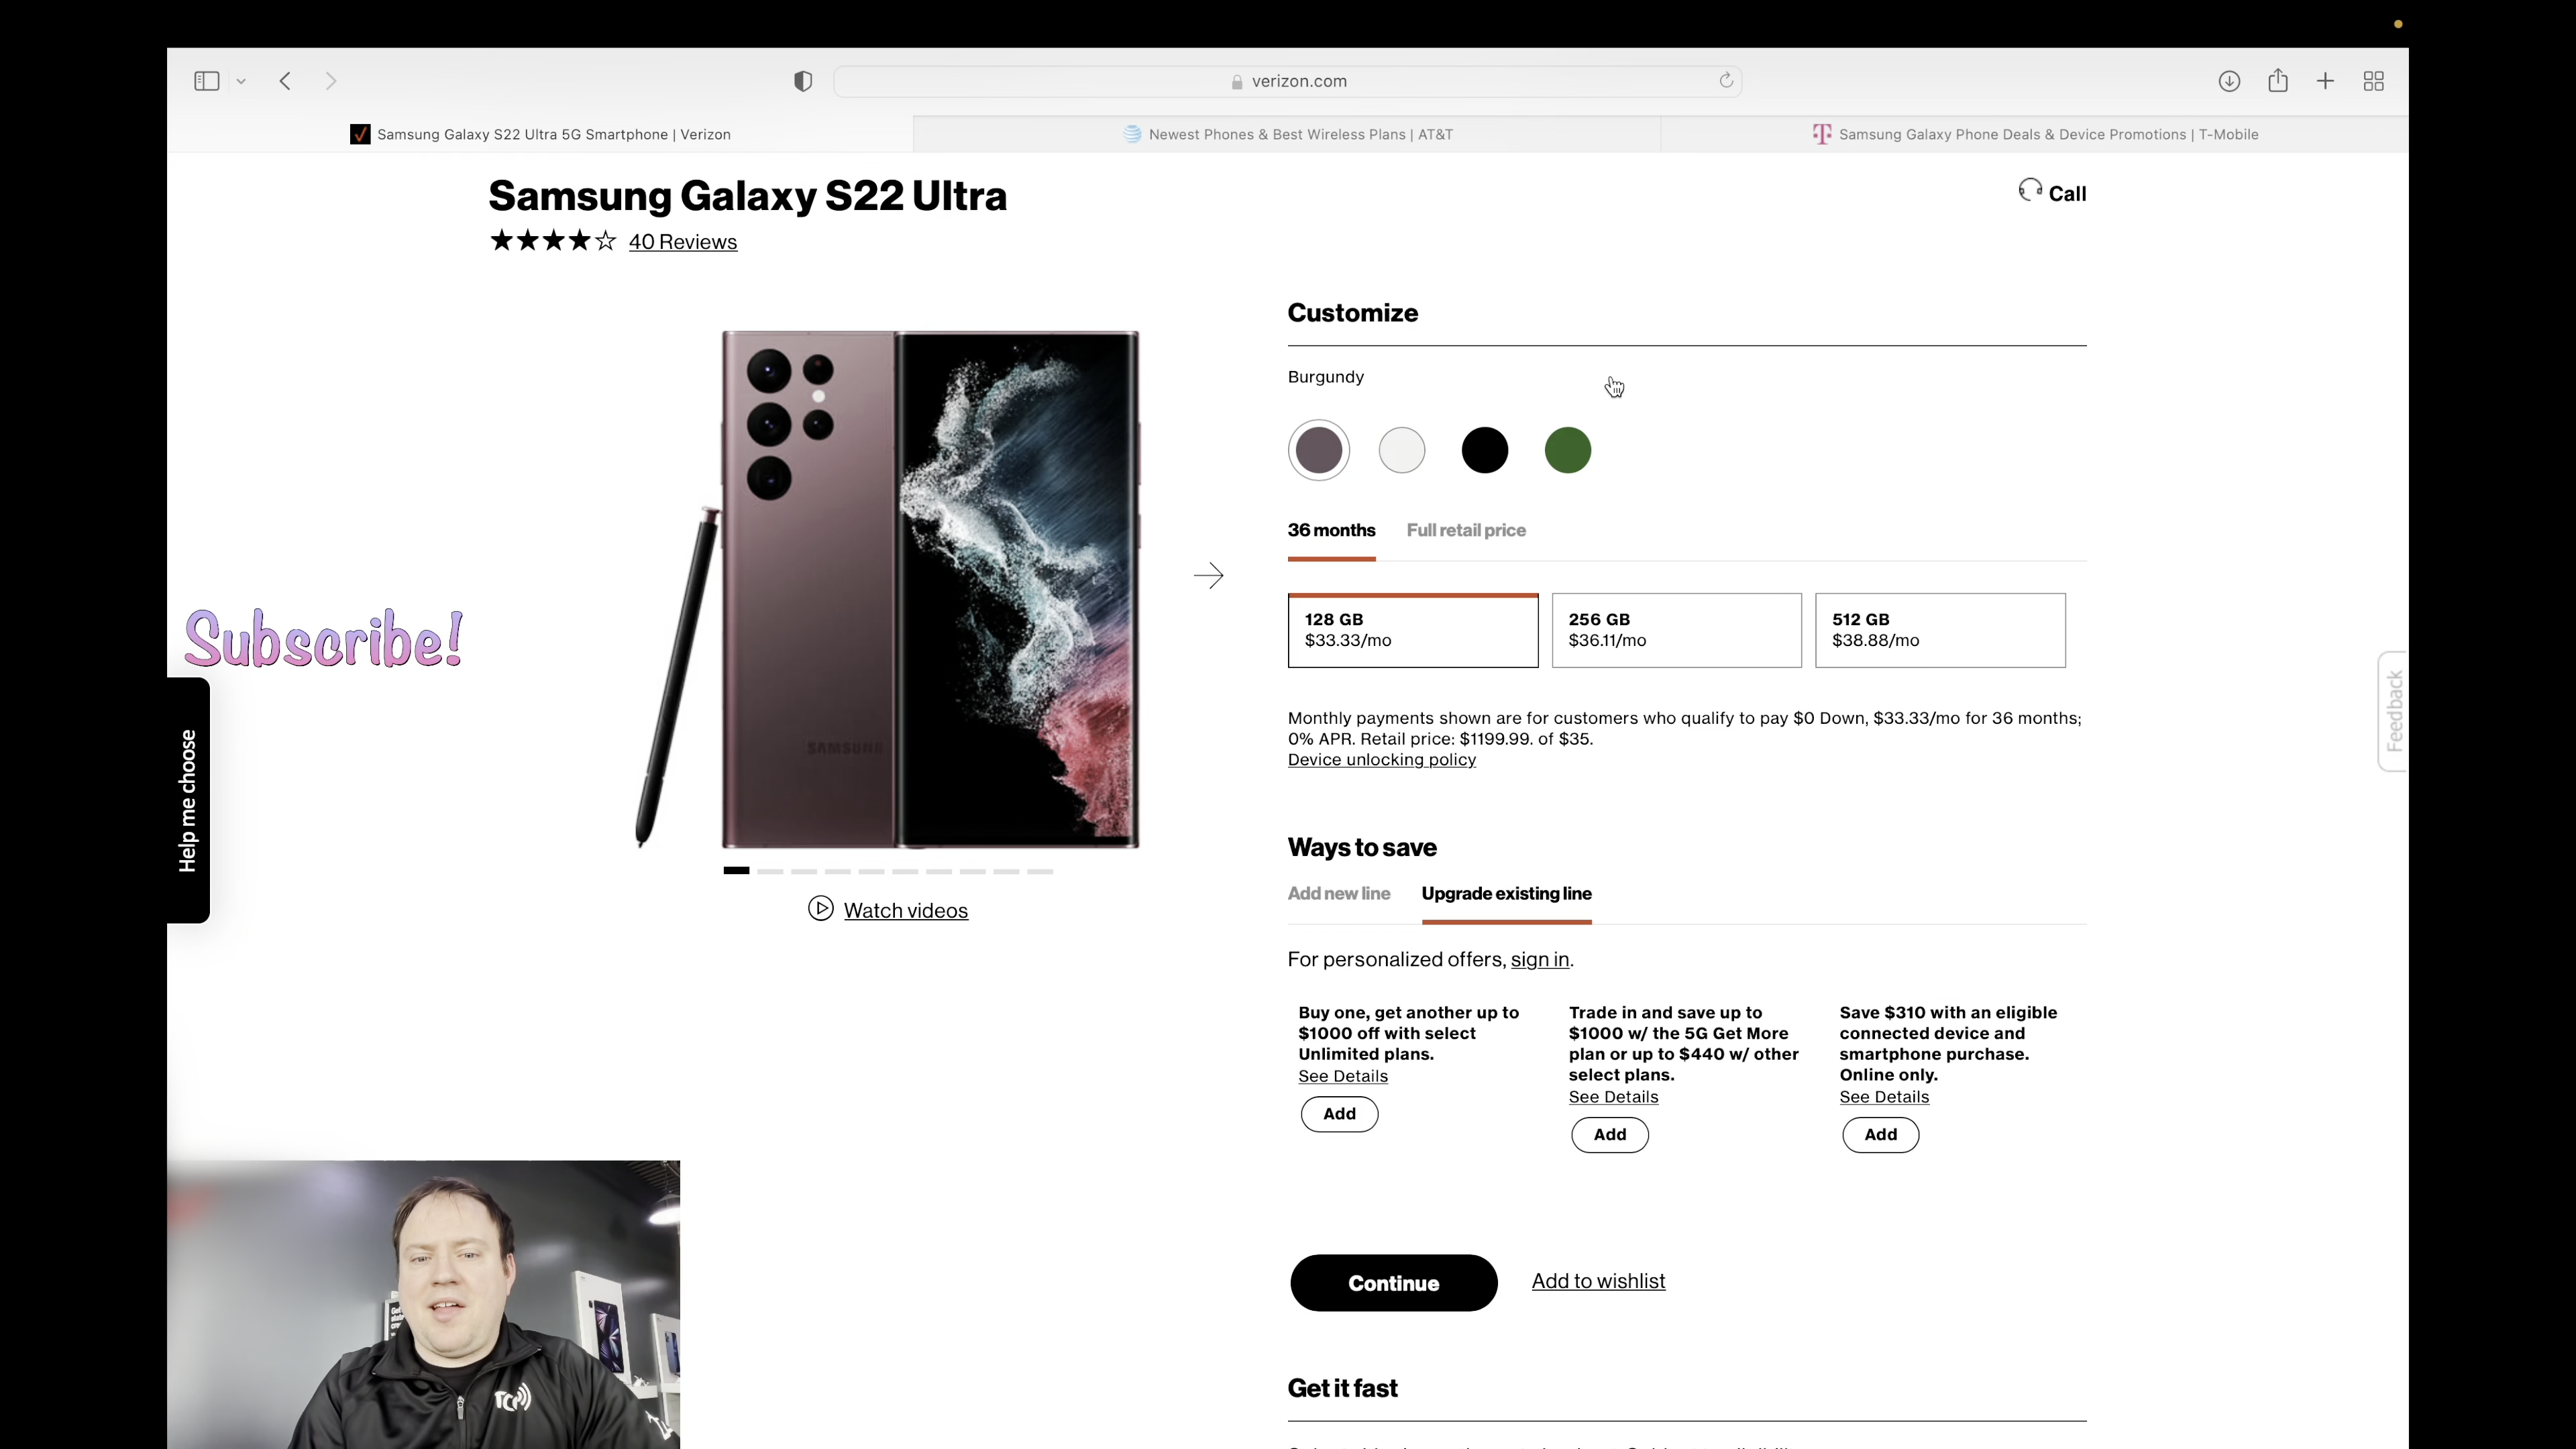 verizon.com
Samsung Galaxy S22 Ultra 5G Smartphone | Verizon
Newest Phones & Best Wireless Plans | AT&T
Samsung Galaxy Phone Deals & Device Promotions | T-Mobile
Samsung Galaxy S22 Ultra
Call
40 Reviews
Customize
Burgundy
36 months
Full retail price
128 GB
$33.33/mo
256 GB
$36.11/mo
512 GB
$38.88/mo
Subscribe!
Help me choose
SAMSUNG
Feedback
Monthly payments shown are for customers who qualify to pay $0 Down, $33.33/mo for 36 months;
0% APR. Retail price: $1199.99. of $35.
Device unlocking policy
Watch videos
Ways to save
Add new line
Upgrade existing line
For personalized offers, sign in.
Buy one, get another up to
$1000 off with select
Unlimited plans.
See Details
Add
Trade in and save up to
$1000 w/ the 5G Get More
plan or up to $440 w/ other
select plans.
See Details
Add
Save $310 with an eligible
connected device and
smartphone purchase.
Online only.
See Details
Add
Continue
Add to wishlist
TCC
Get it fast